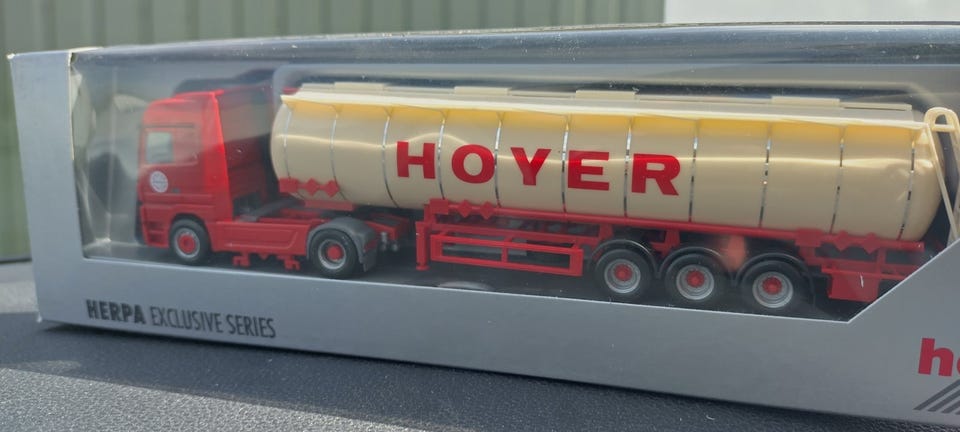 HOYER
HERPA EXCLUSIVE SERIES